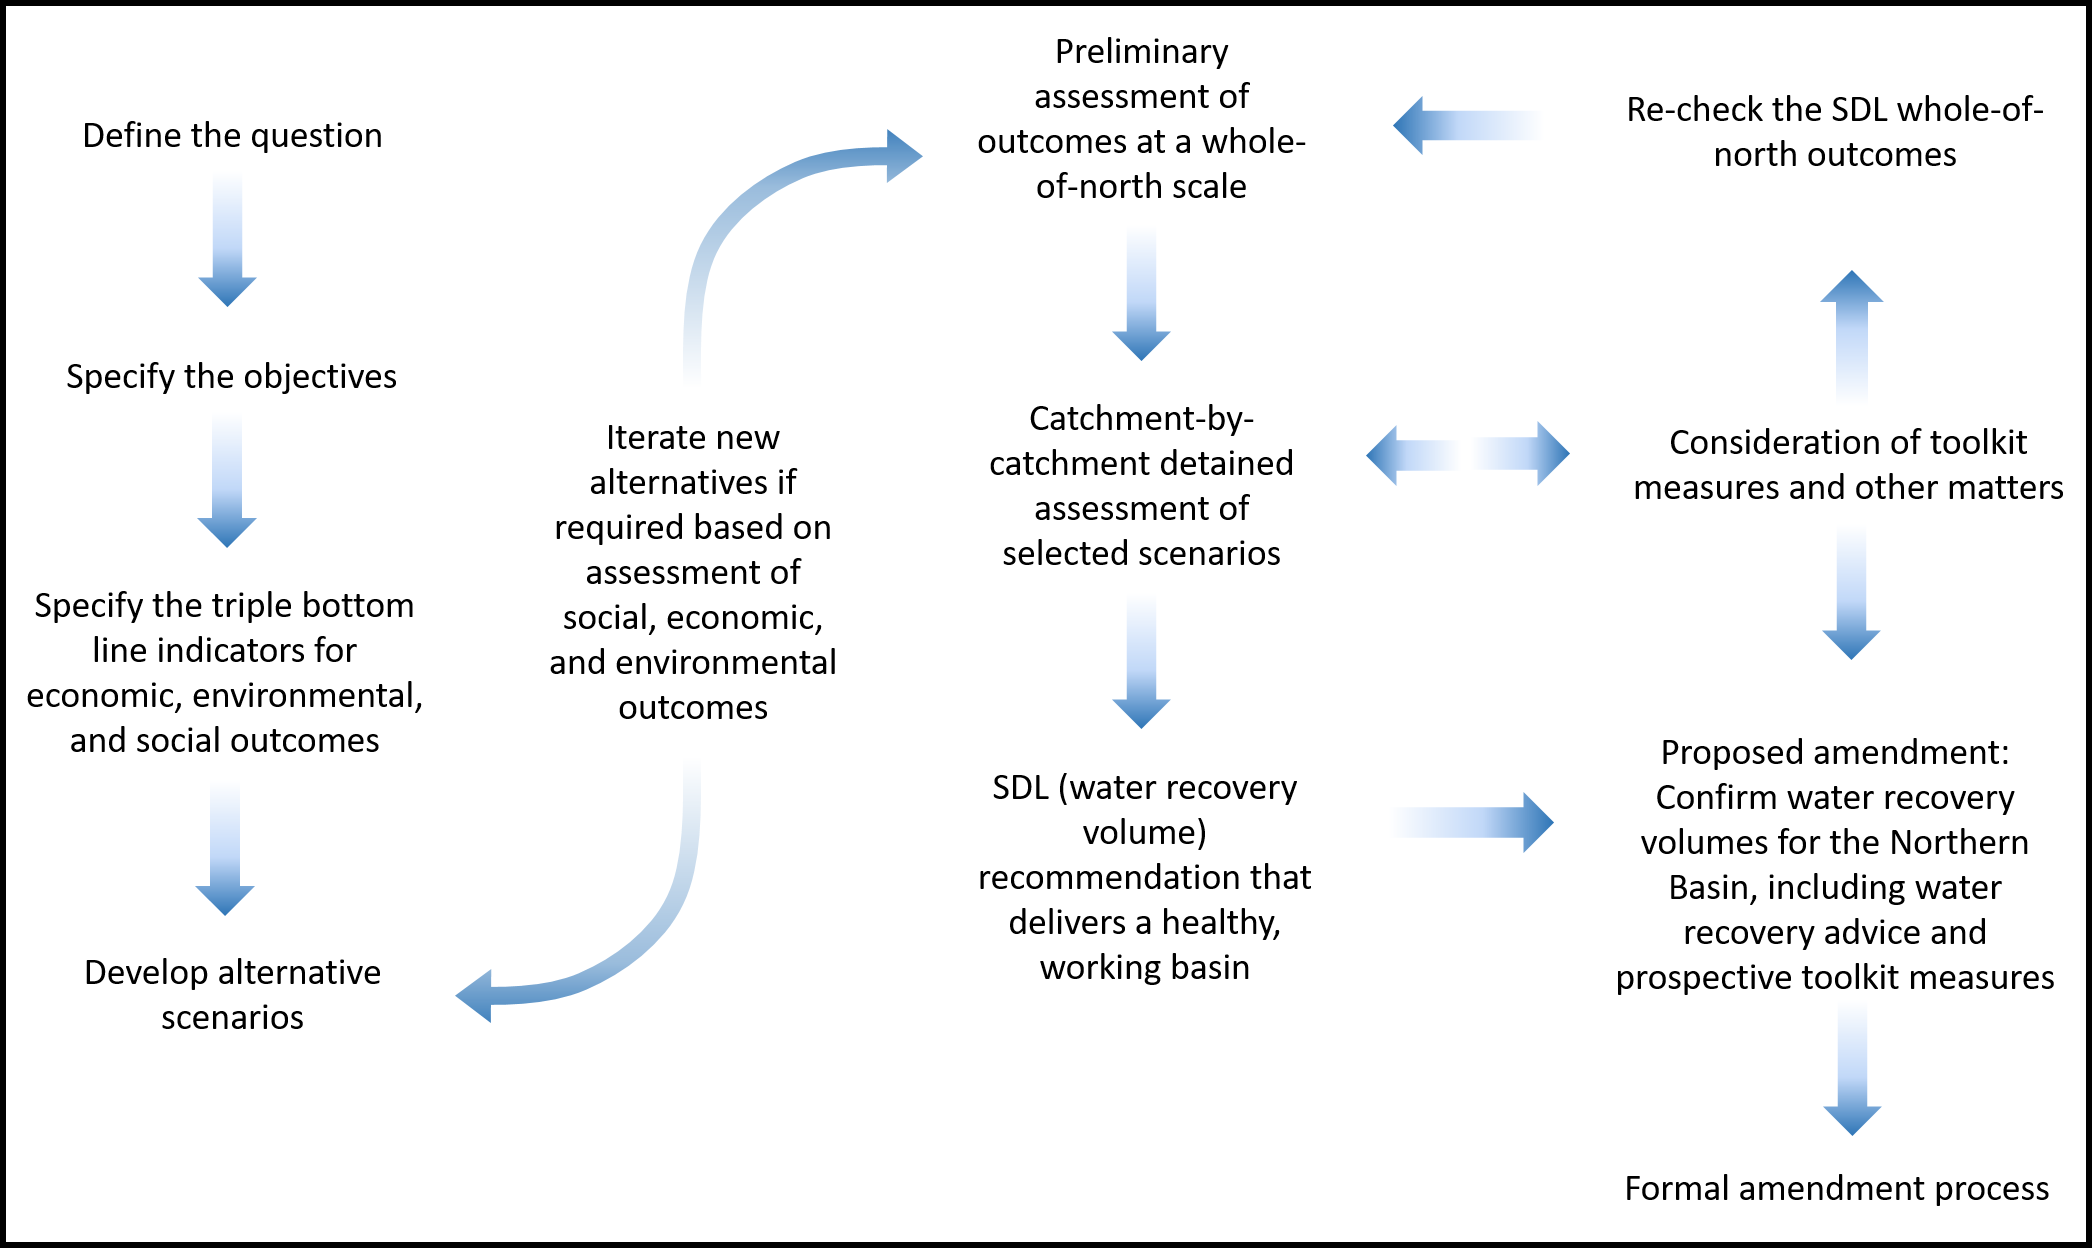 Define the question
Specify the objectives
Specify the triple bottom
line indicators for
economic, environmental,
and social outcomes
Develop alternative
scenarios
Iterate new
alternatives if
required based on
assessment of
social, economic,
and environmental
outcomes
Preliminary
assessment of
outcomes at a whole-
of-north scale
Catchment-by-
catchment detained
assessment of
selected scenarios
SDL (water recovery
volume)
recommendation that
delivers a healthy,
working basin
Re-check the SDL whole-of-
north outcomes
Consideration of toolkit
measures and other matters
Proposed amendment:
Confirm water recovery
volumes for the Northern
Basin, including water
recovery advice and
prospective toolkit measures
Formal amendment process